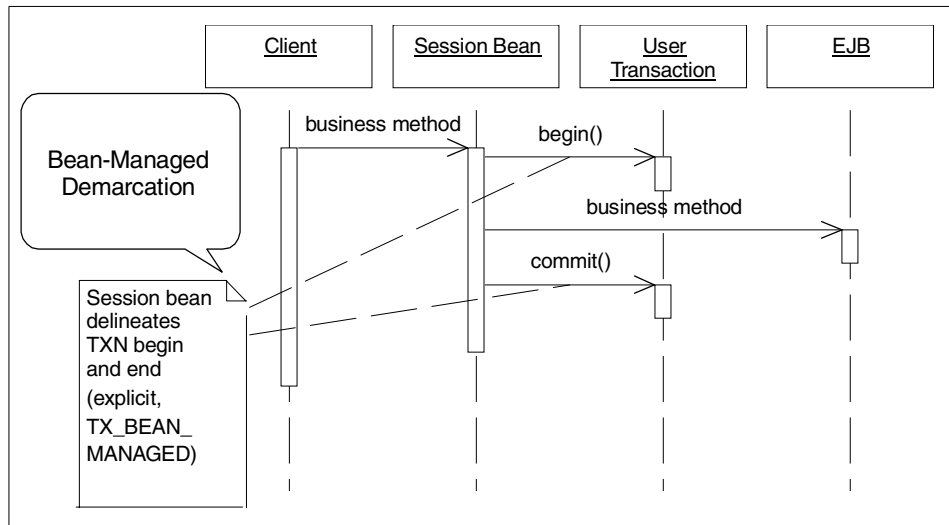 Client
Session Bean
User
Transaction
EJB
Bean-Managed
Demarcation
business method
begin()
business method
commit()
Session bean
delineates
TXN begin
and end
(explicit,
TX_BEAN_
MANAGED)